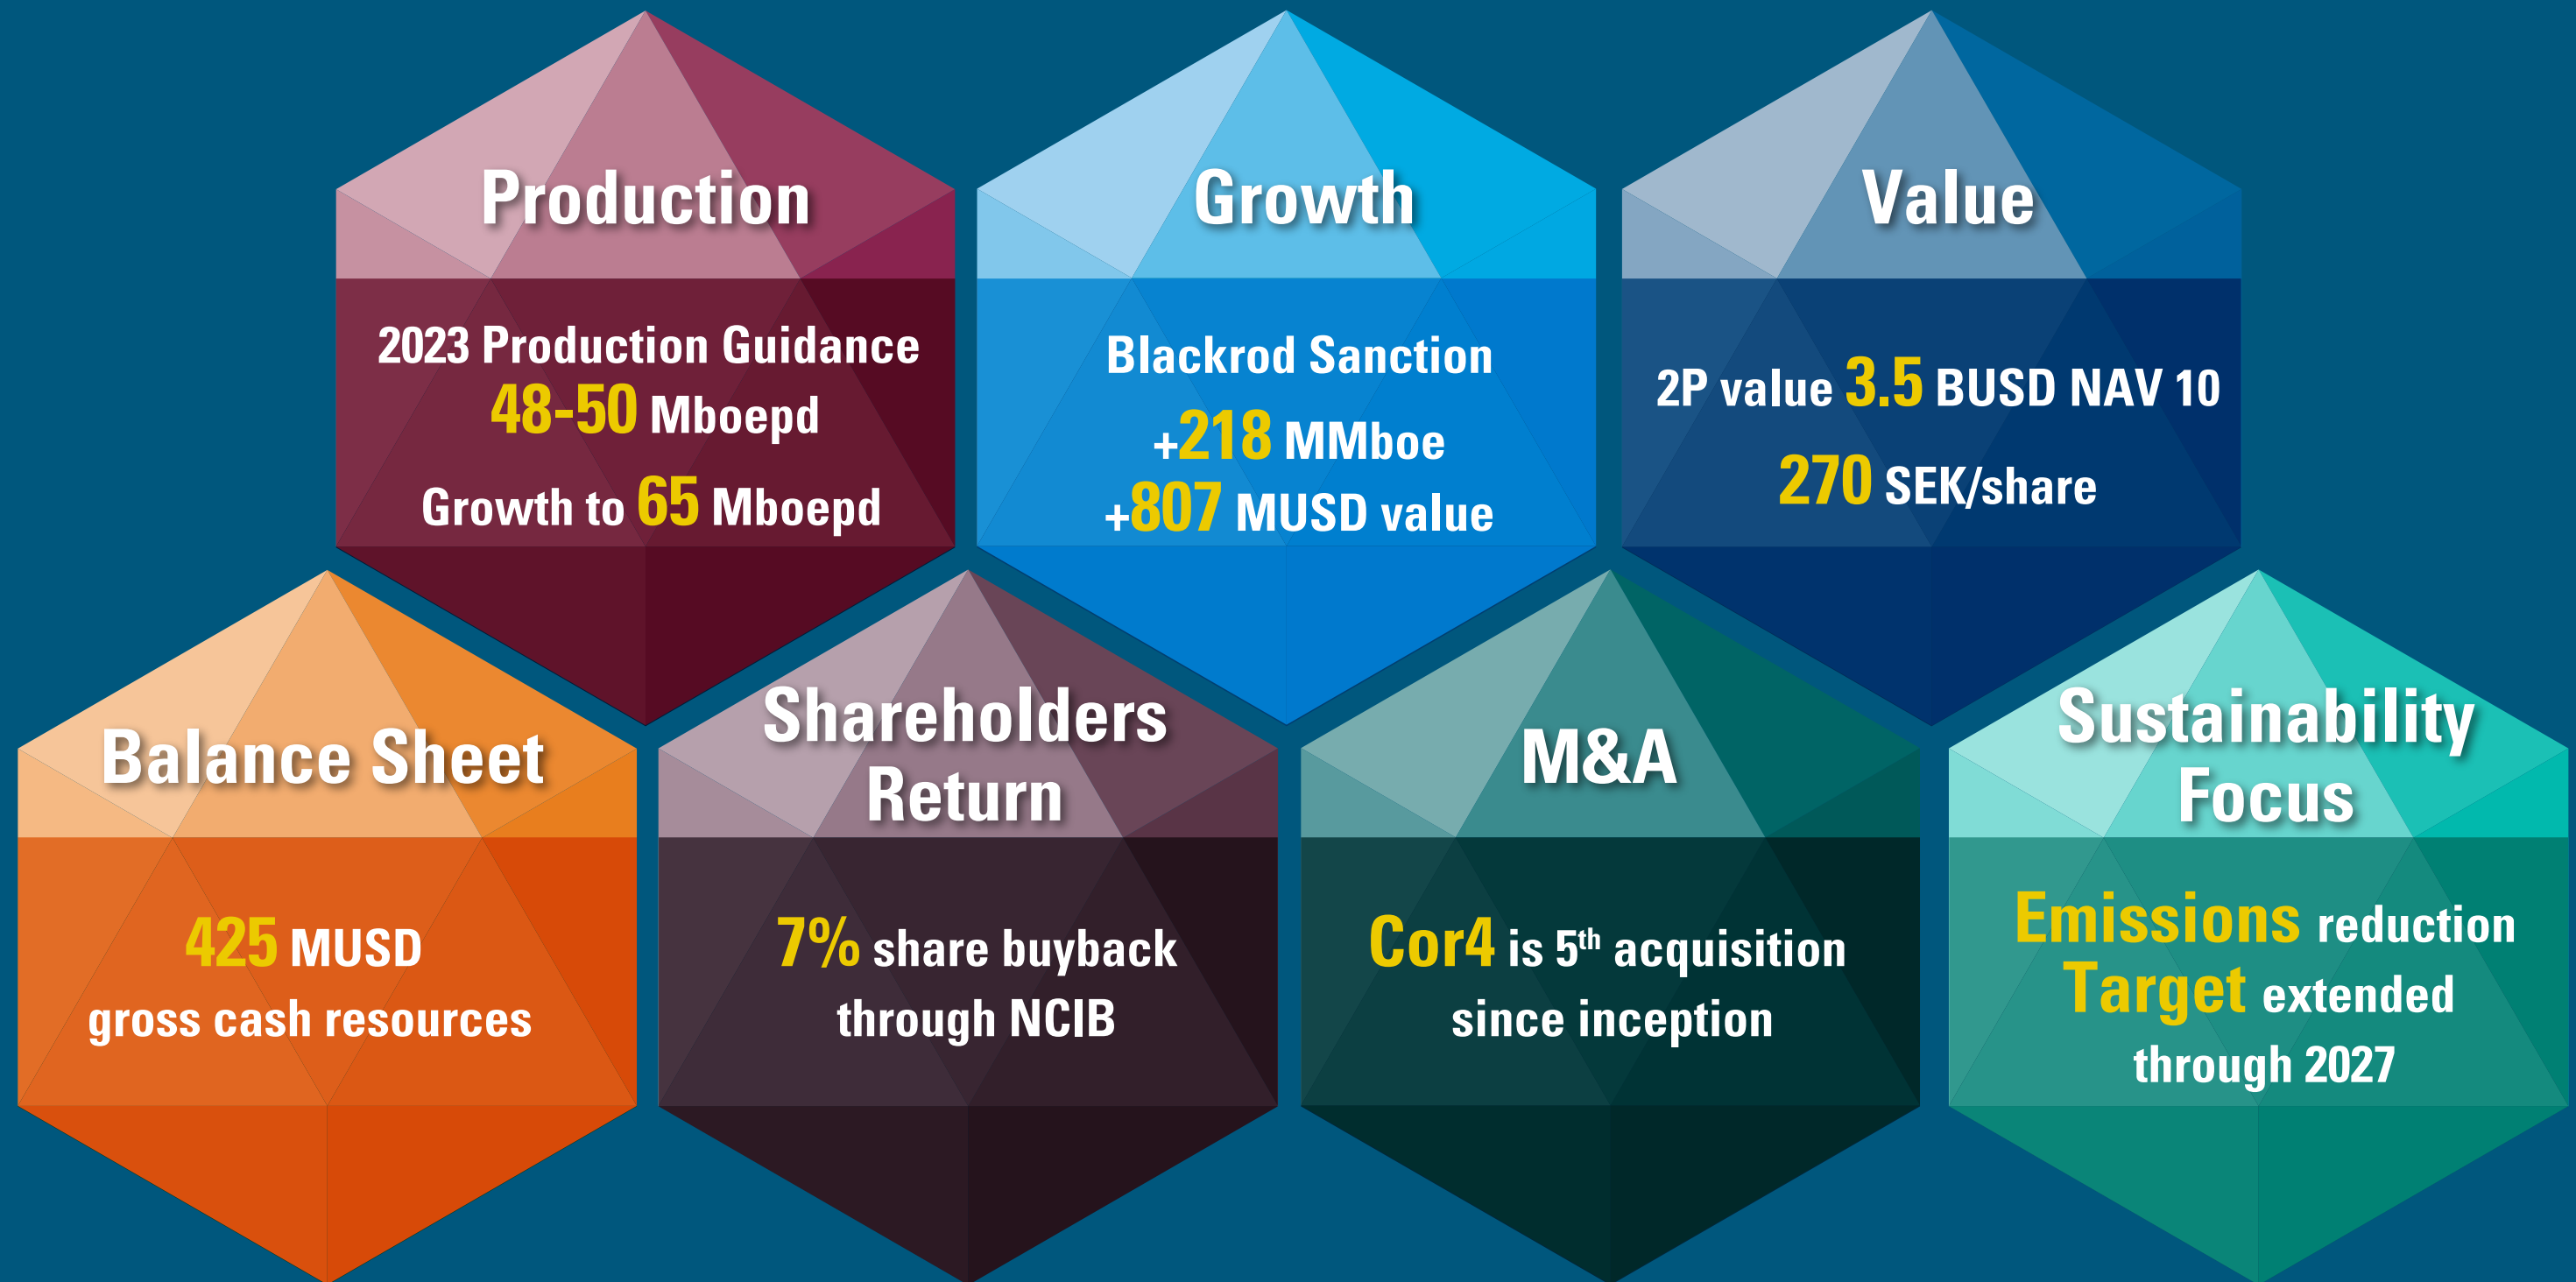 Production
2023 Production Guidance
48-50 Mboepd
Growth to 65 Mboepd
Growth
Blackrod Sanction
+218 MMboe
+807 MUSD value
Value
2P value 3.5 BUSD NAV 10
270 SEK/share
Balance Sheet
425 MUSD
gross cash resources
Shareholders
Return
7% share buyback
through NCIB
M&A
Cor4 is 5th acquisition
since inception
Sustainability
Focus
Emissions reduction
Target extended
through 2027